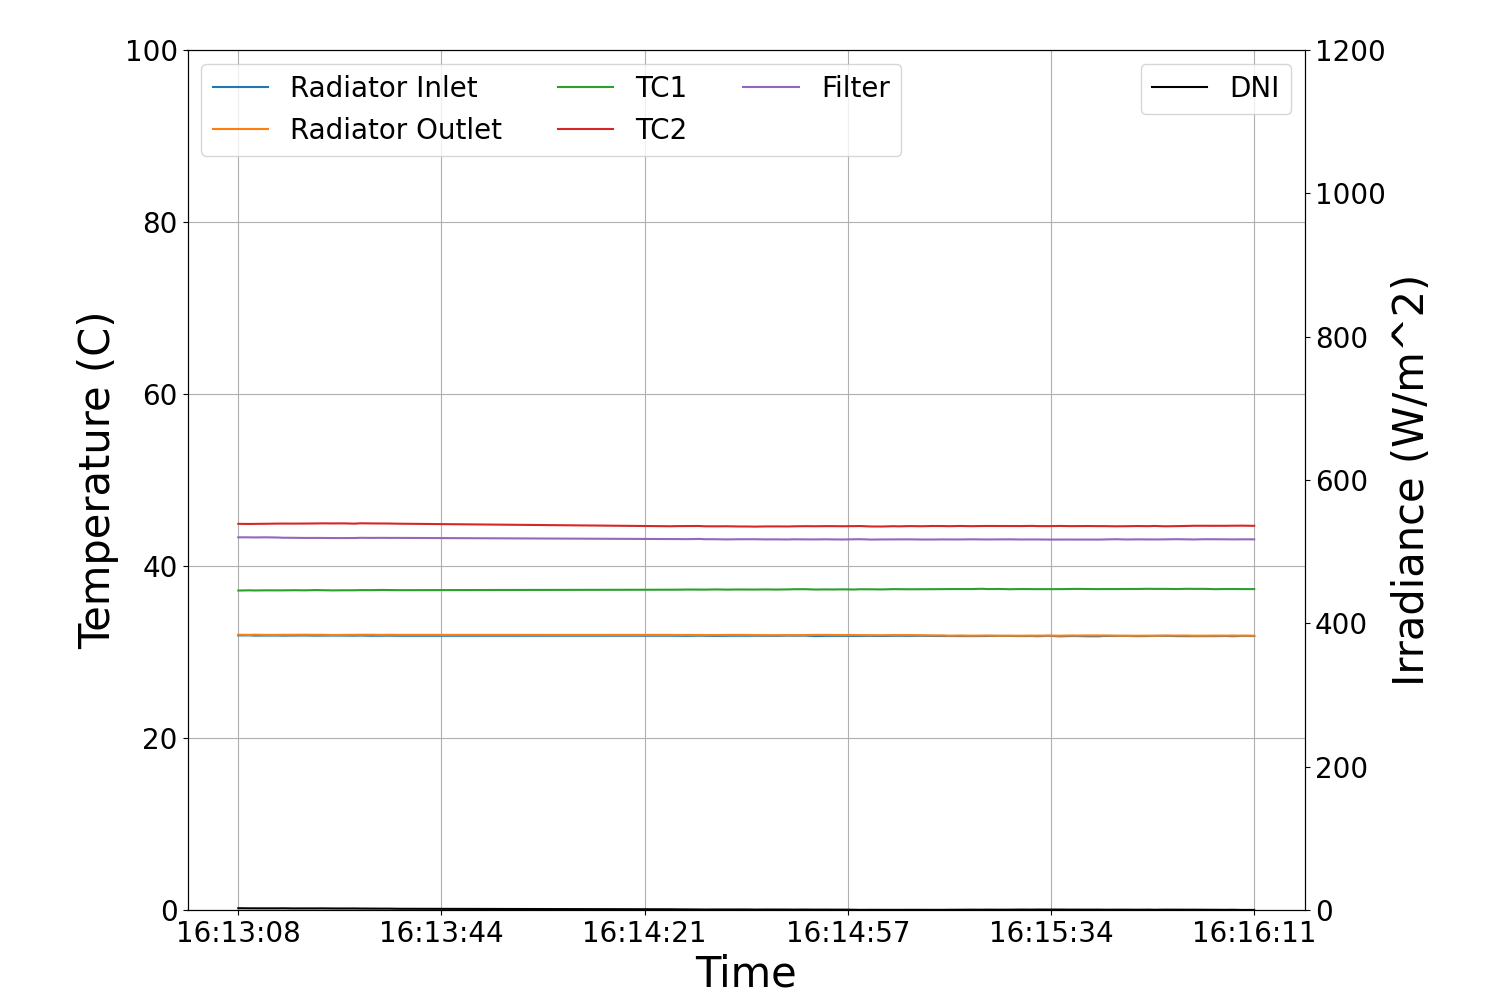 Temperature (C)
100
80
60
40
20
0
Radiator Inlet
Radiator Outlet
TC1
TC2
Filter
DNI
1200
1000
800
600
400
200
0
Irradiance (W/m^2)
16:13:08
16:13:44
16:14:21
16:14:57
16:15:34
16:16:11
Time